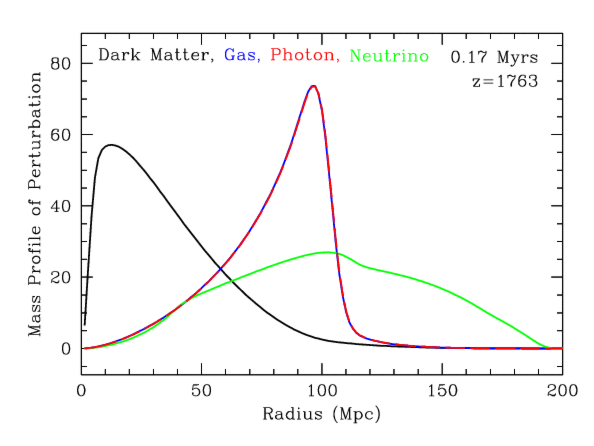 Dark Matter, Gas, Photon, Neutrino 0.17 Myrs
z=1763
Mass Profile of Perturbation
80
60
40
20
0
0 50 100 150 200
Radius (Mpc)